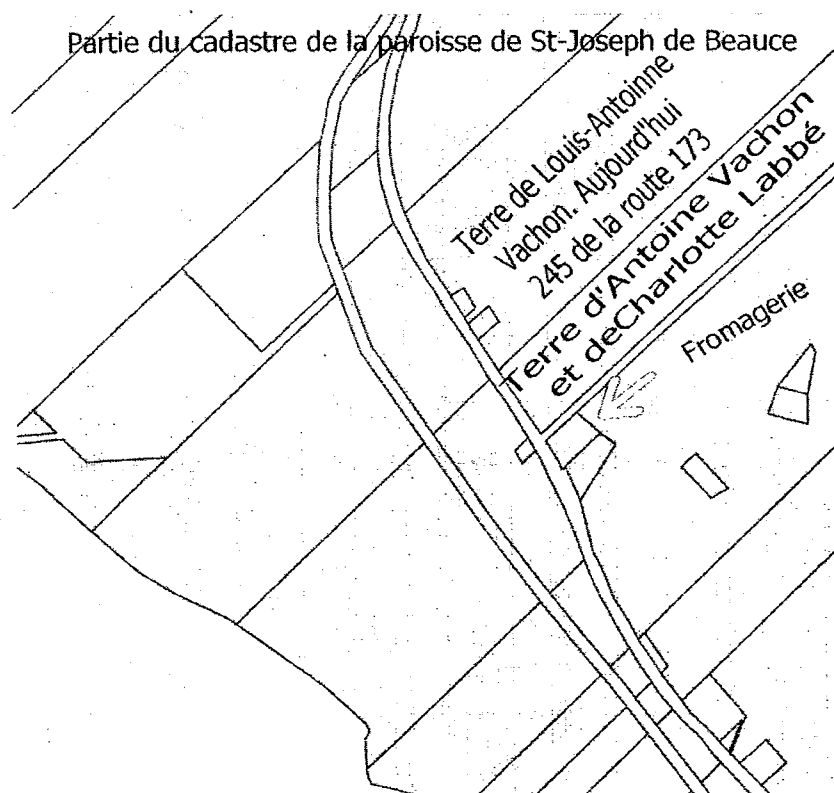 Partie du cadastre de la paroisse de St-Joseph de Beauce
Terre de Louis-Antoinne
Vachon. Aujourd"hui
245 de la route 173
Terre d'Antoine Vachon
et deCharlotte Labbé
Fromagerie